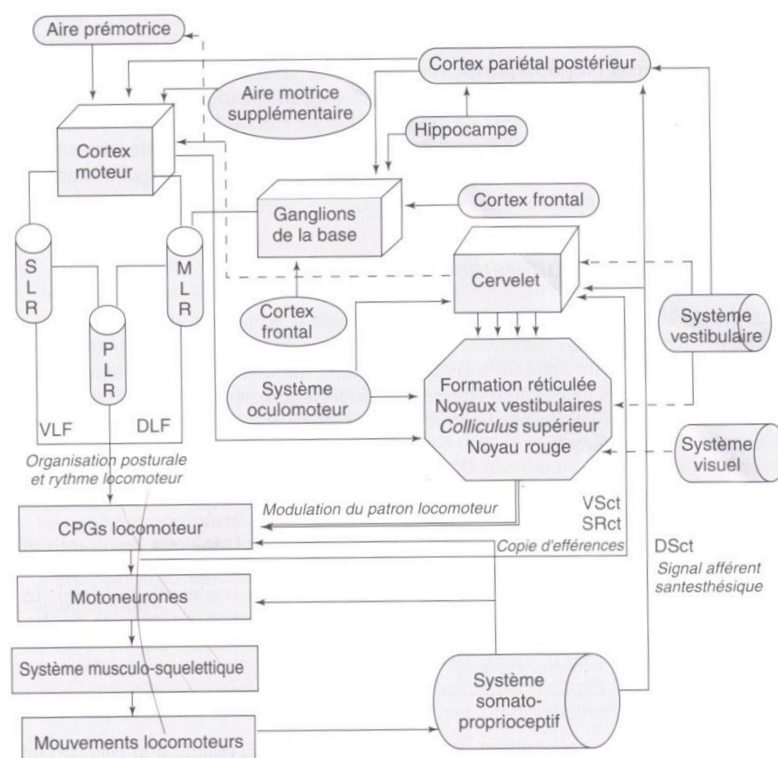 Aire prémotrice
Cortex pariétal postérieur
Aire motrice
supplémentaire
Hippocampe
Cortex
moteur
Cortex frontal
Ganglions
de la base
S
L
R
M
L
R
Cervelet
Cortex
frontal
Système
vestibulaire
P
L
R
Système
oculomoteur
Formation réticulée
Noyaux vestibulaires
Colliculus supérieur
Noyau rouge
VLF
DLF
Système
visuel
Organisation posturale
et rythme locomoteur
Modulation du patron locomoteur
VSct
SRct
CPGs locomoteur
Copie d'efférences
DSct
Signal afférent
santesthésique
Motoneurones
Système musculo-squelettique
Système
somato-
proprioceptif
Mouvements locomoteurs